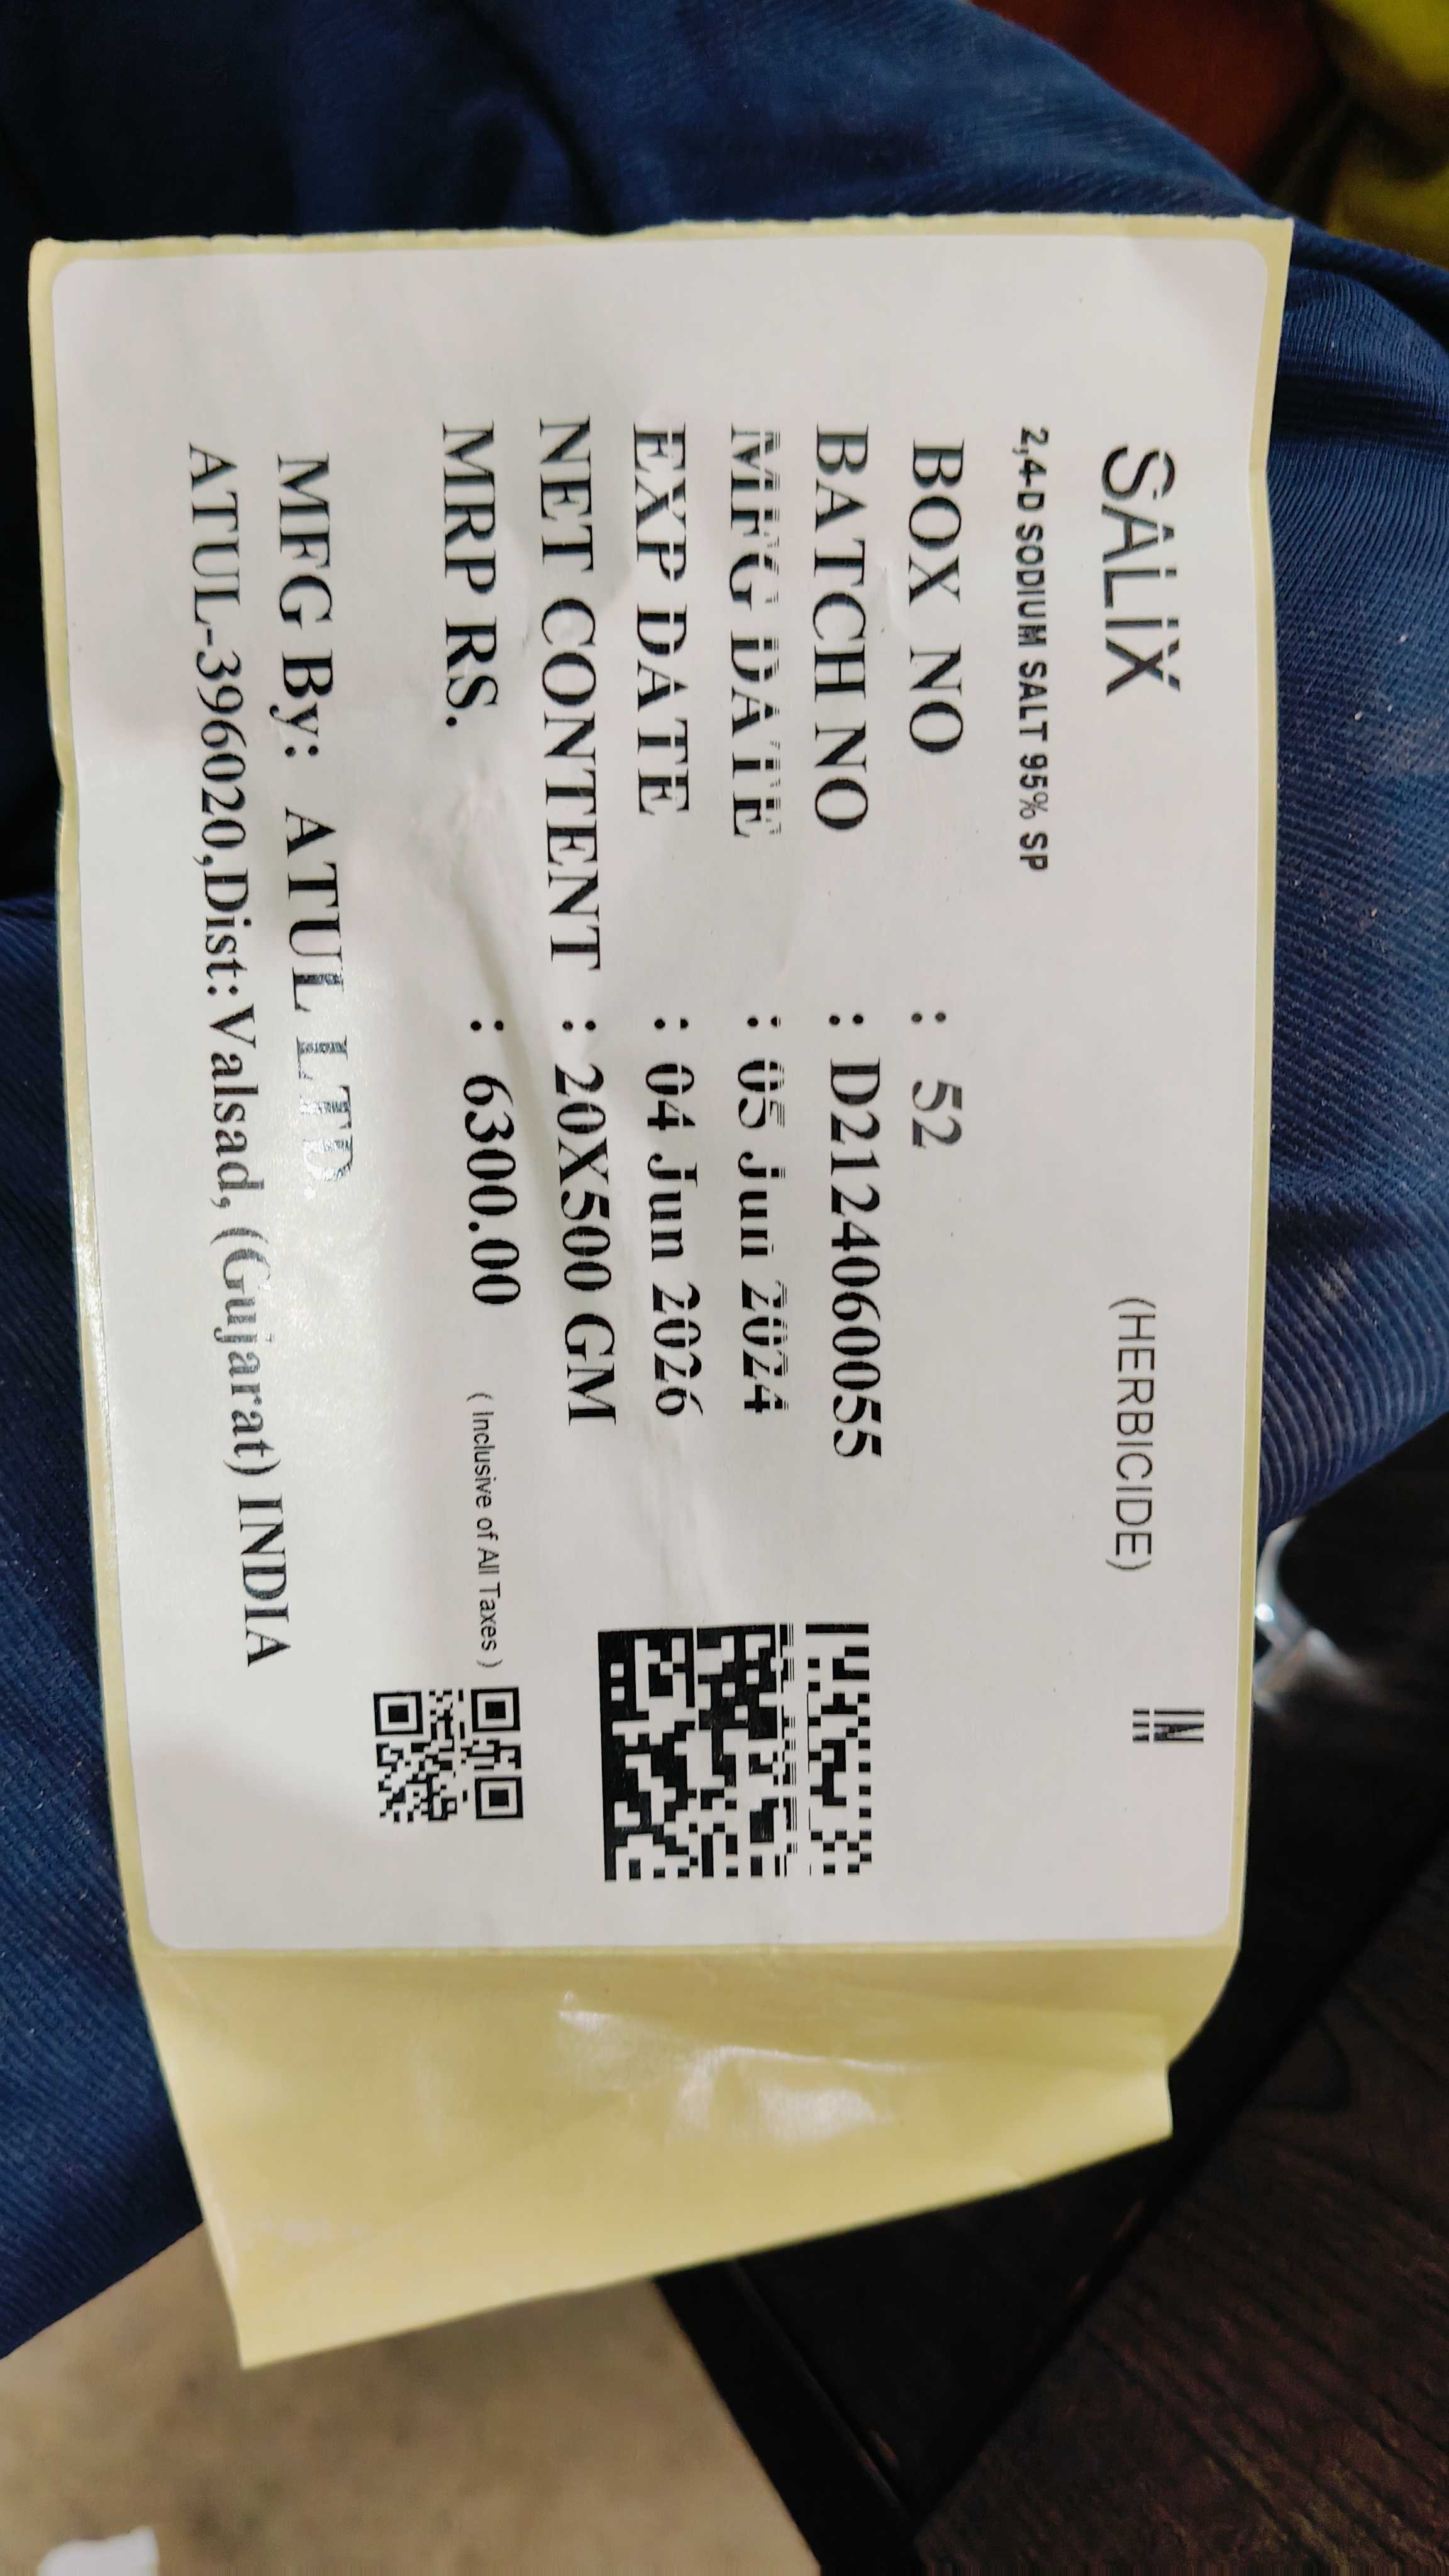 SALIX (HERBICIDE) IN
2,4-D SODIUM SALT 95% SP
BOX NO : 52
BATCH NO : D2124060055
MFG DATE : 05 Jun 2024
EXP DATE : 04 Jun 2026
NET CONTENT : 20X500 GM
MRP RS. : 6300.00 ( Inclusive of All Taxes )
MFG By: ATUL LTD.
ATUL-396020,Dist:Valsad, (Gujarat) INDIA